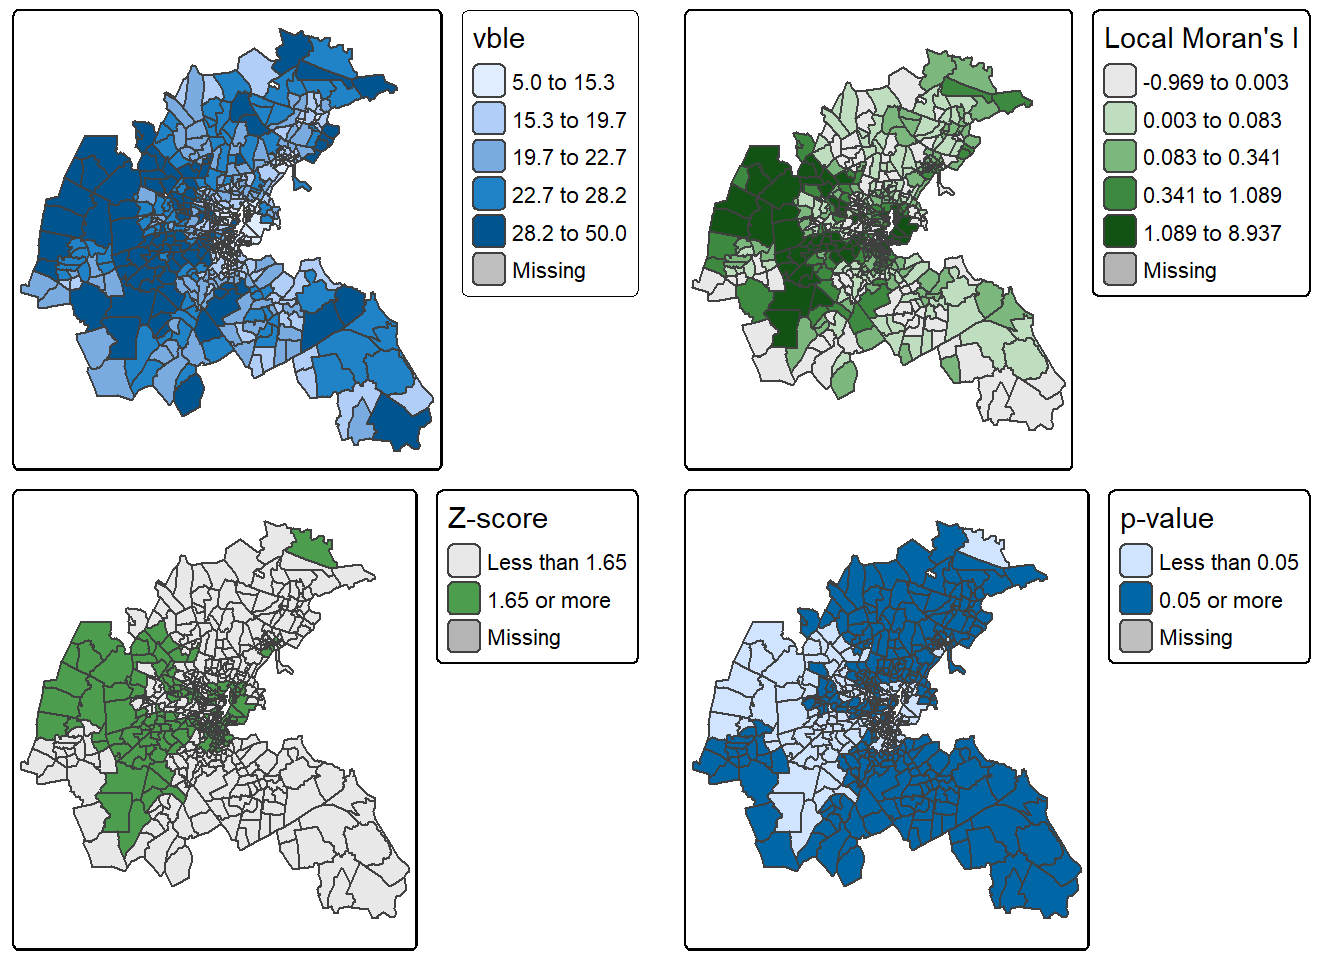 vble
5.0 to 15.3
15.3 to 19.7
19.7 to 22.7
22.7 to 28.2
28.2 to 50.0
Missing
Local Moran's I
-0.969 to 0.003
0.003 to 0.083
0.083 to 0.341
0.341 to 1.089
1.089 to 8.937
Missing
Z-score
Less than 1.65
1.65 or more
Missing
p-value
Less than 0.05
0.05 or more
Missing